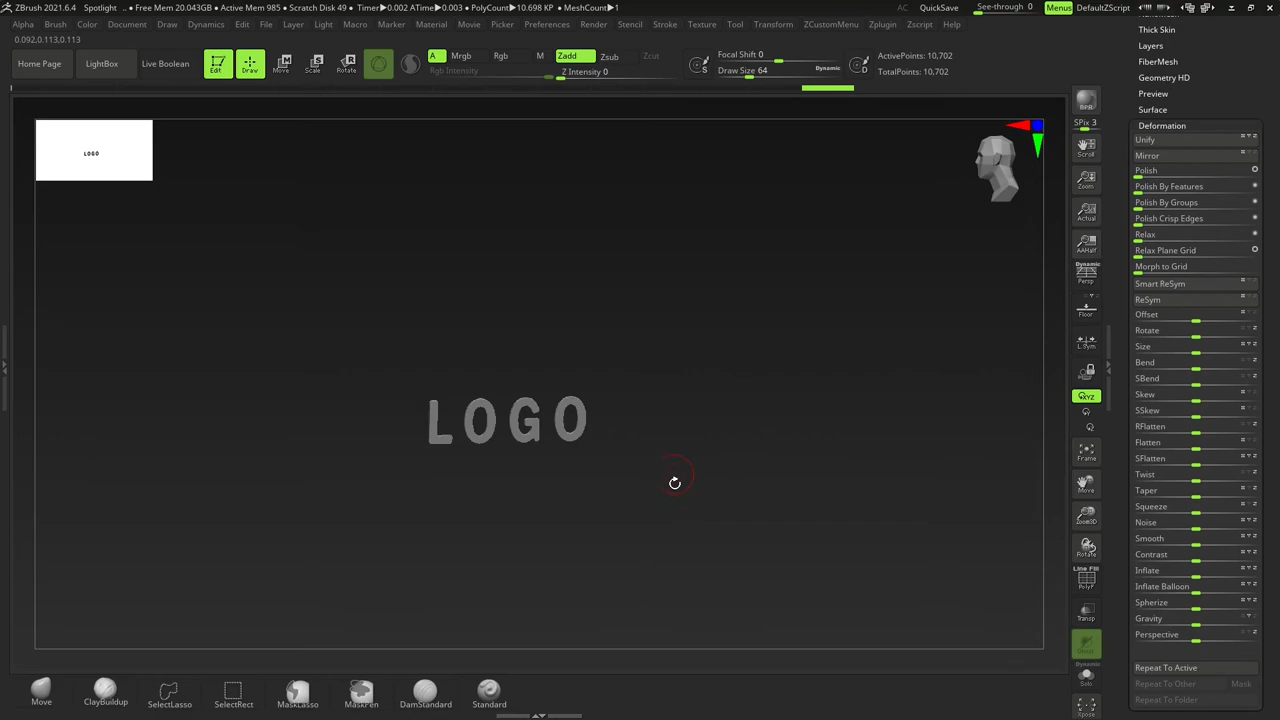 ZBrush 2021.6.4 Spotlight • Free Mem 20.043GB • Active Mem 985 • Scratch Disk 49 • Timer▶0.002 ATime▶0.003 • PolyCount▶10.698 KP • MeshCount▶1
AC QuickSave See-through 0 Menus DefaultZScript
Alpha Brush Color Document Draw Dynamics Edit File Layer Light Macro Marker Material Movie Picker Preferences Render Stencil Stroke Texture Tool Transform ZCustomMenu Zplugin Zscript Help
0.092,0.113,0.113
Home Page LightBox Live Boolean Edit Draw Move Scale Rotate
A Mrgb Rgb M Zadd Zsub Zcut
Rgb Intensity Z Intensity 0
S Focal Shift 0
Draw Size 64 Dynamic D
ActivePoints: 10,702
TotalPoints: 10,702
LOGO
LOGO
BPR
SPix 3
Scroll
Zoom
Actual
AAHalf
Dynamic
Persp
Floor
L.Sym
XYZ
Frame
Move
Zoom3D
Rotate
Line Fill
PolyF
Transp
Dynamic
Solo
Xpose
Thick Skin
Layers
FiberMesh
Geometry HD
Preview
Surface
Deformation
Unify
Mirror
Polish
Polish By Features
Polish By Groups
Polish Crisp Edges
Relax
Relax Plane Grid
Morph to Grid
Smart ReSym
ReSym
Offset
Rotate
Size
Bend
SBend
Skew
SSkew
RFlatten
Flatten
SFlatten
Twist
Taper
Squeeze
Noise
Smooth
Contrast
Inflate
Inflate Balloon
Spherize
Gravity
Perspective
Repeat To Active
Repeat To Other Mask
Repeat To Folder
Move ClayBuildup SelectLasso SelectRect MaskLasso MaskPen DamStandard Standard